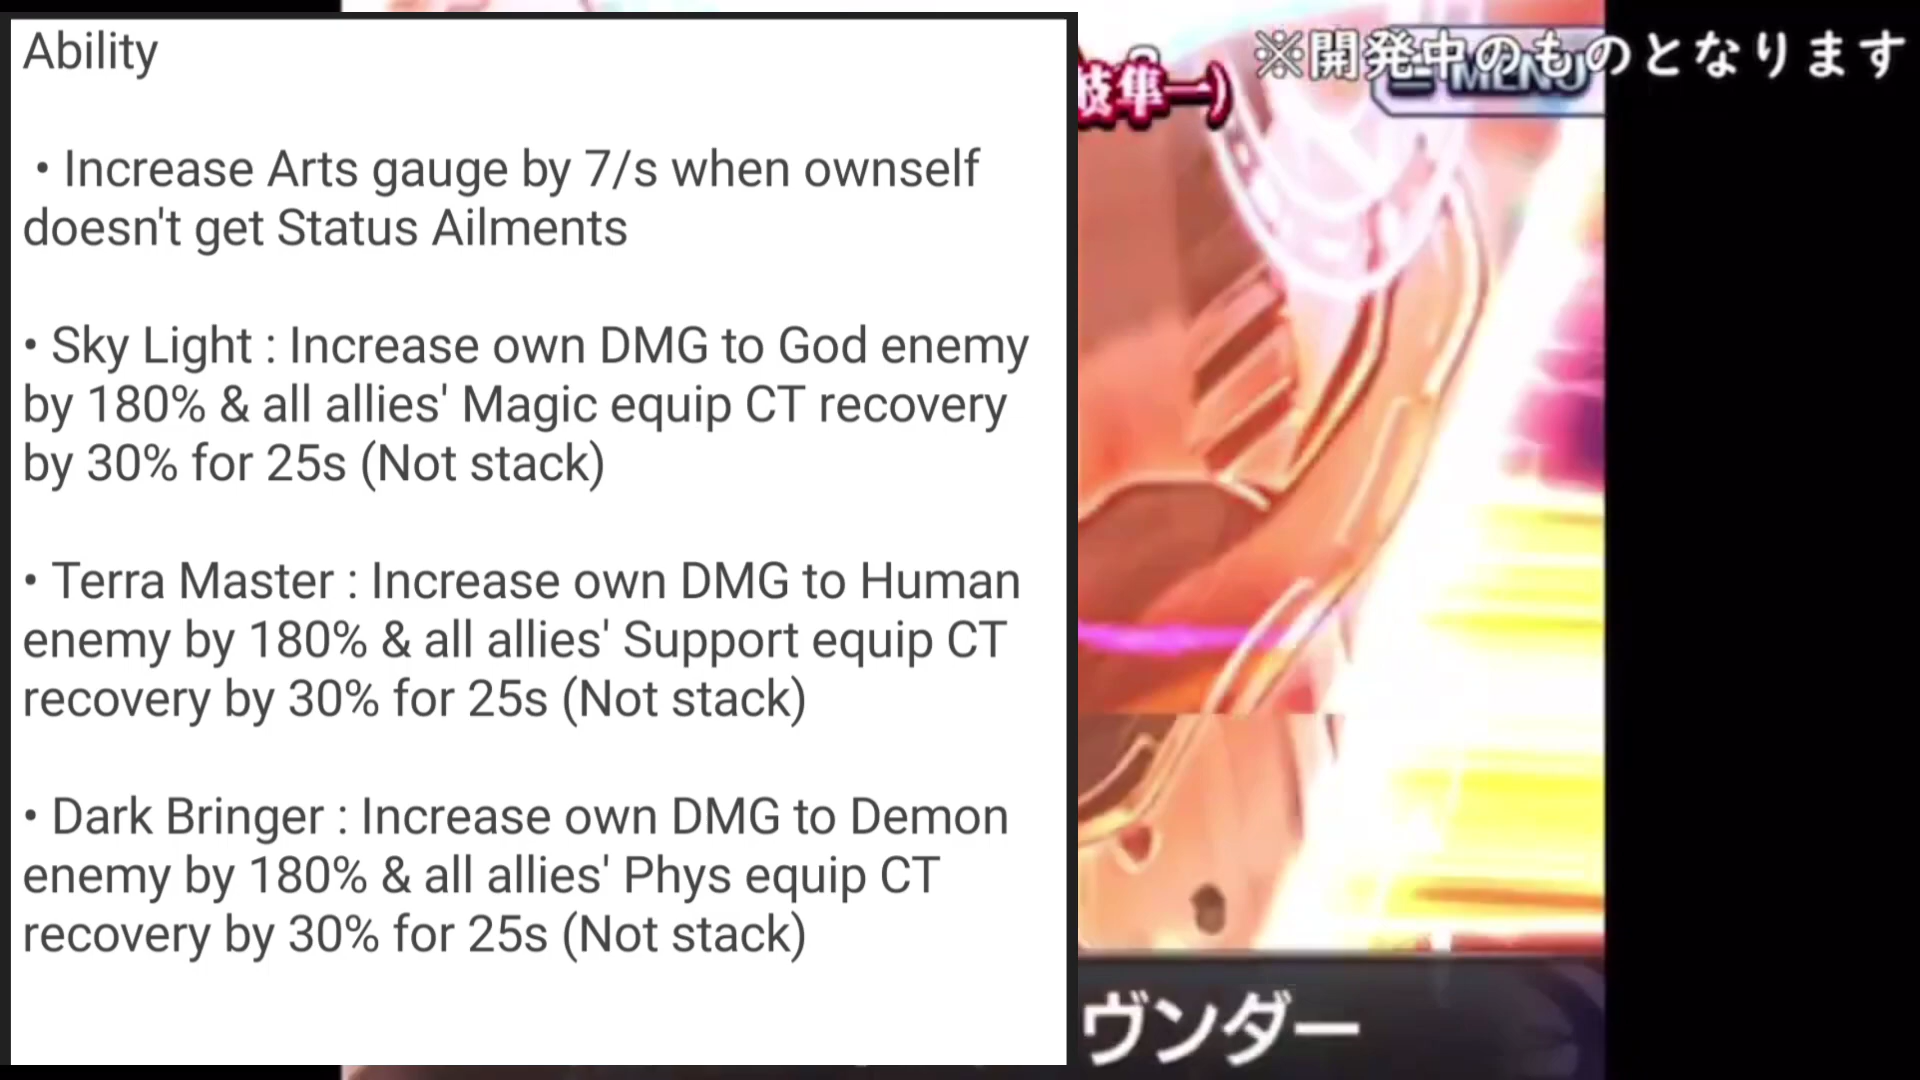 Ability
• Increase Arts gauge by 7/s when ownself
doesn't get Status Ailments
• Sky Light : Increase own DMG to God enemy
by 180% & all allies' Magic equip CT recovery
by 30% for 25s (Not stack)
• Terra Master : Increase own DMG to Human
enemy by 180% & all allies' Support equip CT
recovery by 30% for 25s (Not stack)
• Dark Bringer : Increase own DMG to Demon
enemy by 180% & all allies' Phys equip CT
recovery by 30% for 25s (Not stack)
※開発中のものとなります
MENU
隼一)
ヴンダー